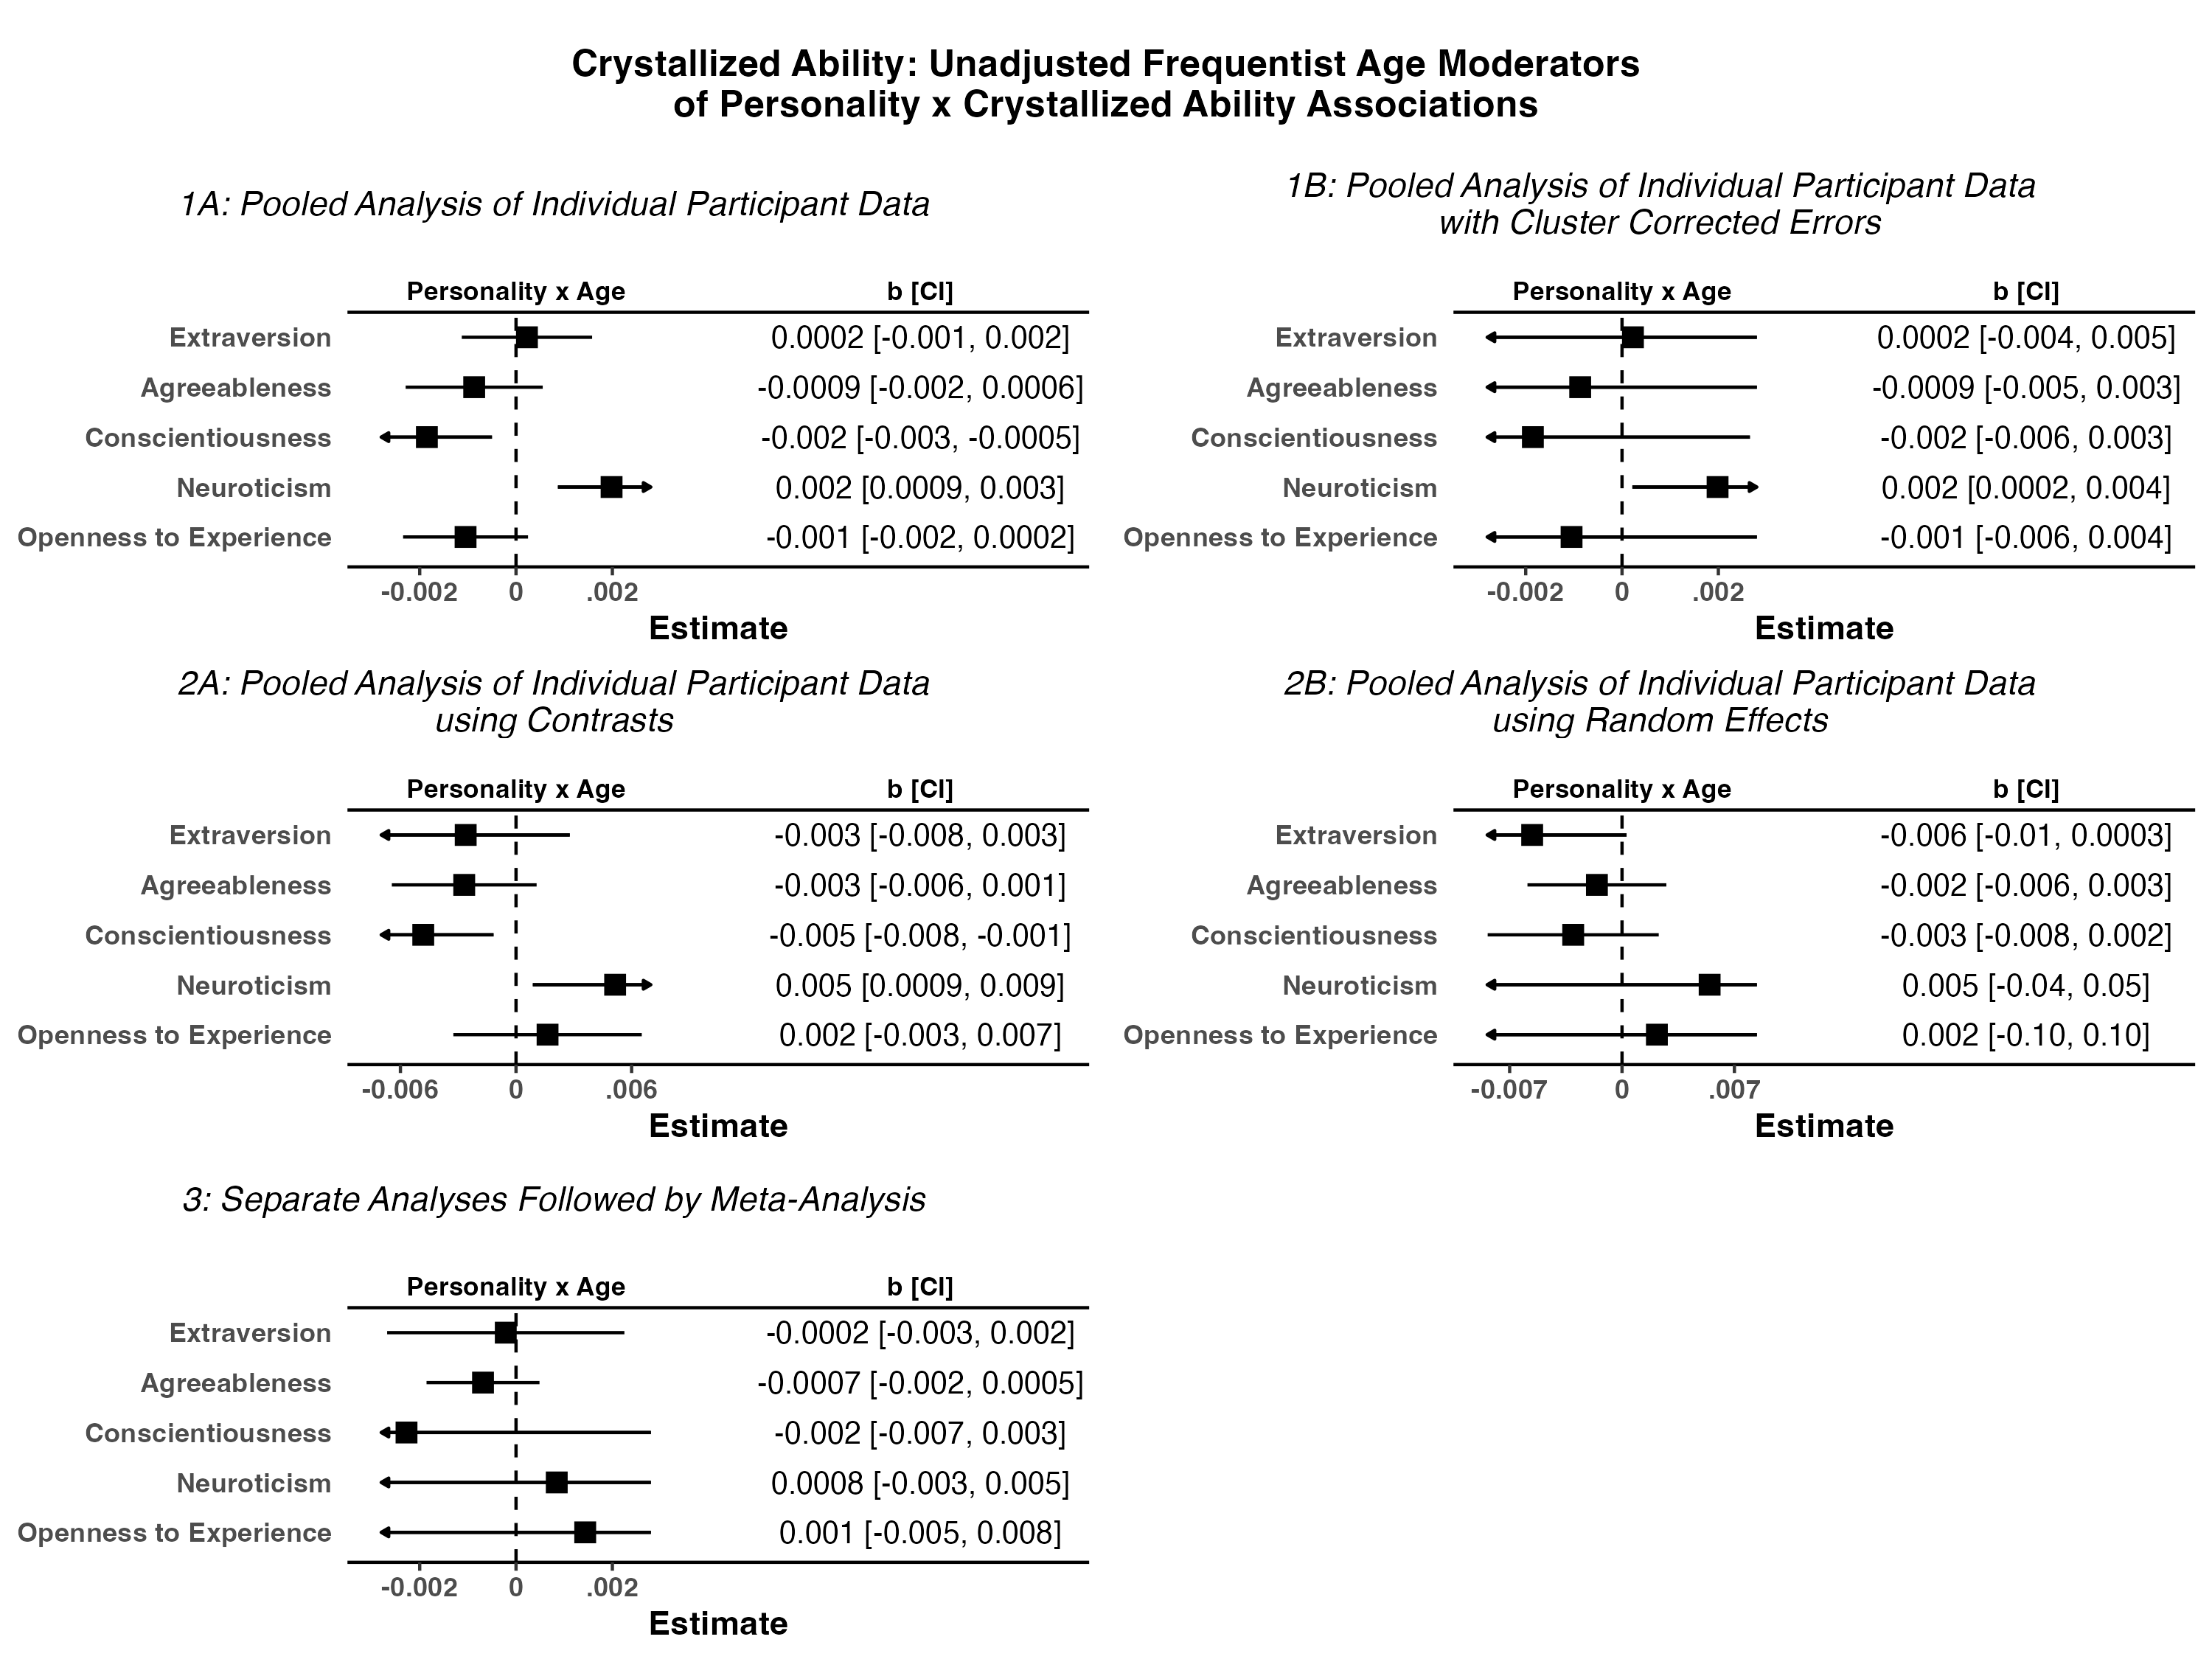 Crystallized Ability: Unadjusted Frequentist Age Moderators
of Personality x Crystallized Ability Associations
1A: Pooled Analysis of Individual Participant Data
Personality x Age b [CI]
Extraversion 0.0002 [-0.001, 0.002]
Agreeableness -0.0009 [-0.002, 0.0006]
Conscientiousness -0.002 [-0.003, -0.0005]
Neuroticism 0.002 [0.0009, 0.003]
Openness to Experience -0.001 [-0.002, 0.0002]
-0.002 0 .002
Estimate
1B: Pooled Analysis of Individual Participant Data
with Cluster Corrected Errors
Personality x Age b [CI]
Extraversion 0.0002 [-0.004, 0.005]
Agreeableness -0.0009 [-0.005, 0.003]
Conscientiousness -0.002 [-0.006, 0.003]
Neuroticism 0.002 [0.0002, 0.004]
Openness to Experience -0.001 [-0.006, 0.004]
-0.002 0 .002
Estimate
2A: Pooled Analysis of Individual Participant Data
using Contrasts
Personality x Age b [CI]
Extraversion -0.003 [-0.008, 0.003]
Agreeableness -0.003 [-0.006, 0.001]
Conscientiousness -0.005 [-0.008, -0.001]
Neuroticism 0.005 [0.0009, 0.009]
Openness to Experience 0.002 [-0.003, 0.007]
-0.006 0 .006
Estimate
2B: Pooled Analysis of Individual Participant Data
using Random Effects
Personality x Age b [CI]
Extraversion -0.006 [-0.01, 0.0003]
Agreeableness -0.002 [-0.006, 0.003]
Conscientiousness -0.003 [-0.008, 0.002]
Neuroticism 0.005 [-0.04, 0.05]
Openness to Experience 0.002 [-0.10, 0.10]
-0.007 0 .007
Estimate
3: Separate Analyses Followed by Meta-Analysis
Personality x Age b [CI]
Extraversion -0.0002 [-0.003, 0.002]
Agreeableness -0.0007 [-0.002, 0.0005]
Conscientiousness -0.002 [-0.007, 0.003]
Neuroticism 0.0008 [-0.003, 0.005]
Openness to Experience 0.001 [-0.005, 0.008]
-0.002 0 .002
Estimate